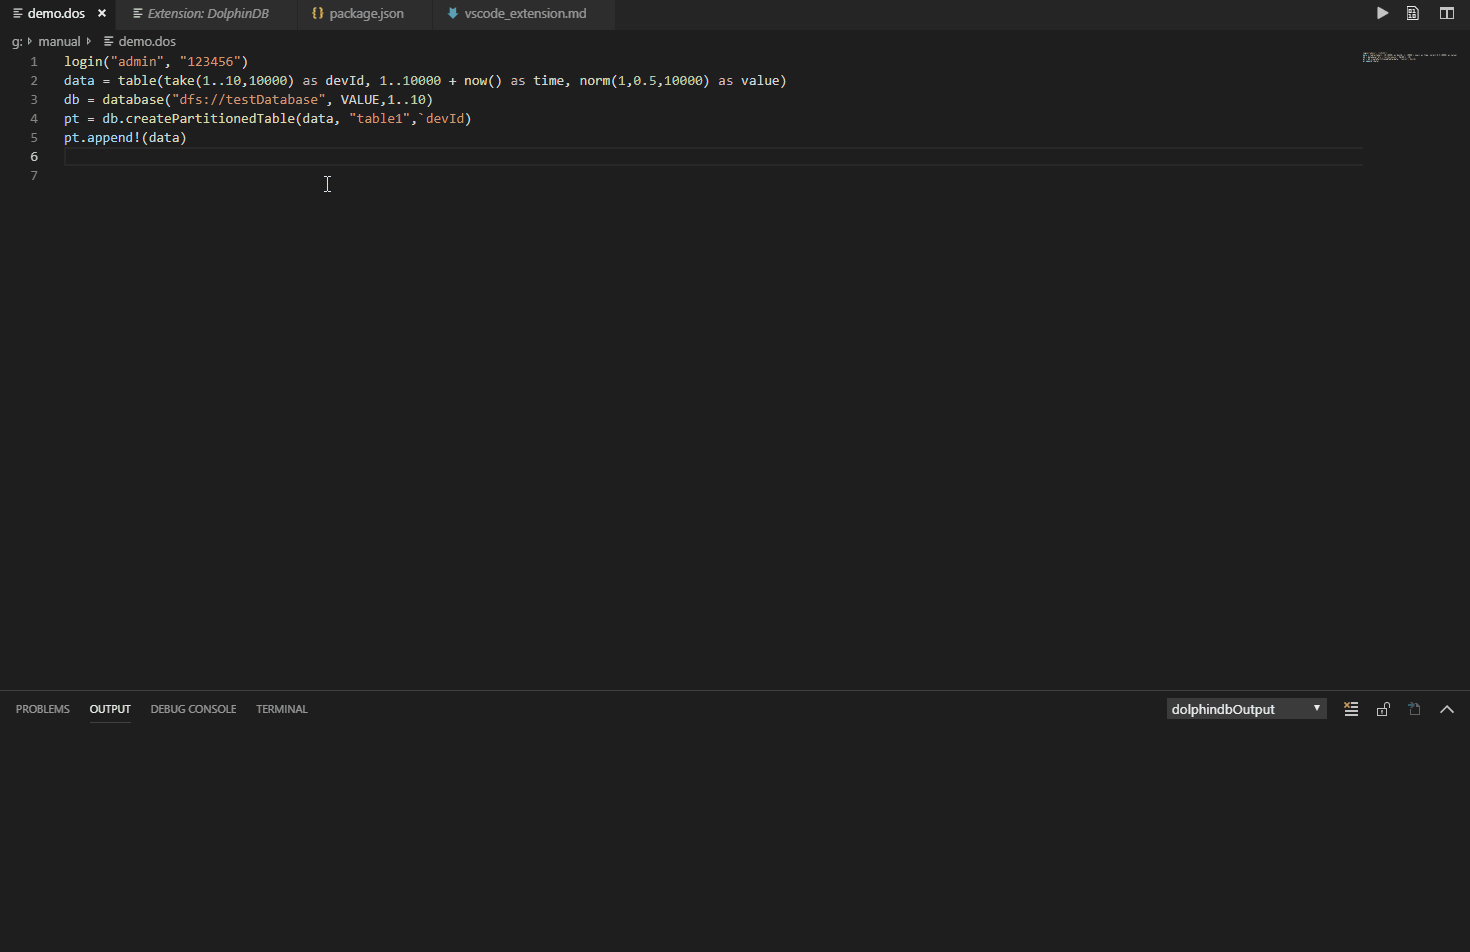 demo.dos × Extension: DolphinDB {} package.json vscode_extension.md
g: manual demo.dos
1 login("admin", "123456")
2 data = table(take(1..10,10000) as devId, 1..10000 + now() as time, norm(1,0.5,10000) as value)
3 db = database("dfs://testDatabase", VALUE,1..10)
4 pt = db.createPartitionedTable(data, "table1",`devId)
5 pt.append!(data)
6
7
PROBLEMS OUTPUT DEBUG CONSOLE TERMINAL dolphindbOutput